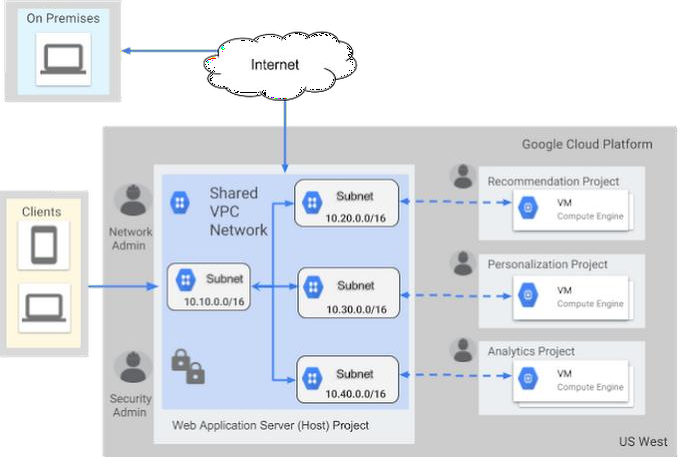 On Premises
Internet
Google Cloud Platform
Clients
Network
Admin
Security
Admin
Shared
VPC
Network
Subnet
10.10.0.0/16
Subnet
10.20.0.0/16
Subnet
10.30.0.0/16
Subnet
10.40.0.0/16
Web Application Server (Host) Project
Recommendation Project
VM
Compute Engine
Personalization Project
VM
Compute Engine
Analytics Project
VM
Compute Engine
US West